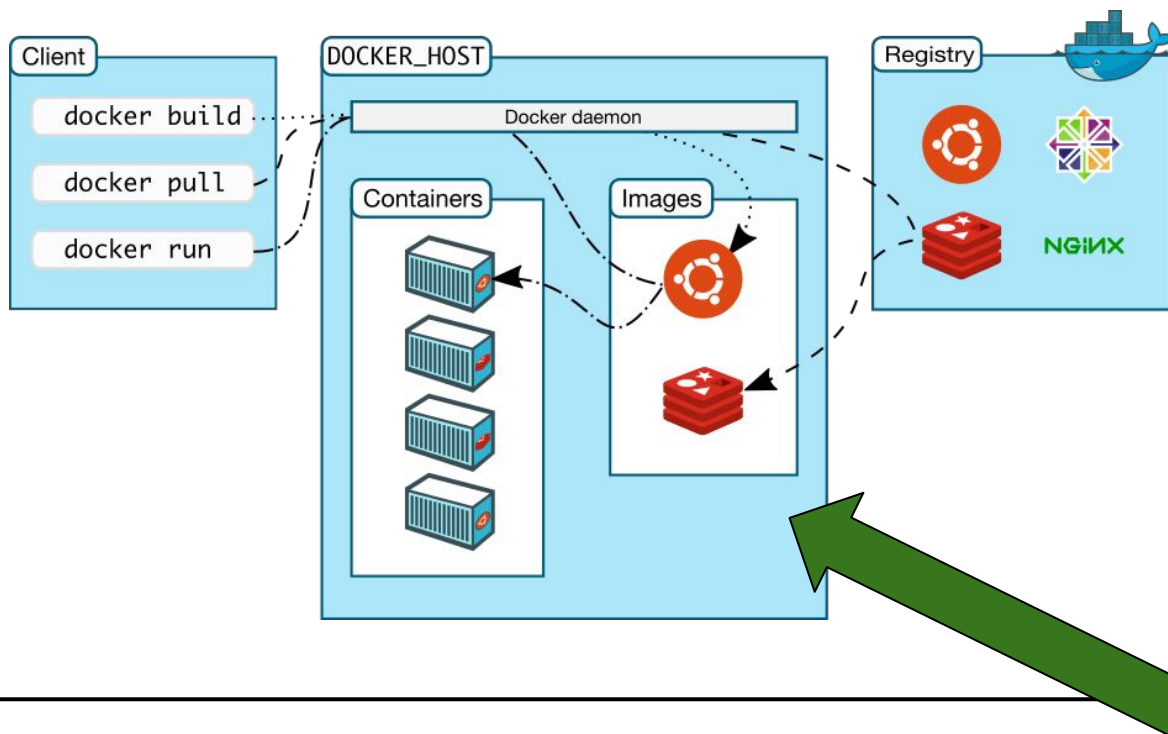 Client
docker build
docker pull
docker run
DOCKER_HOST
Docker daemon
Containers
Images
Registry
NGINX